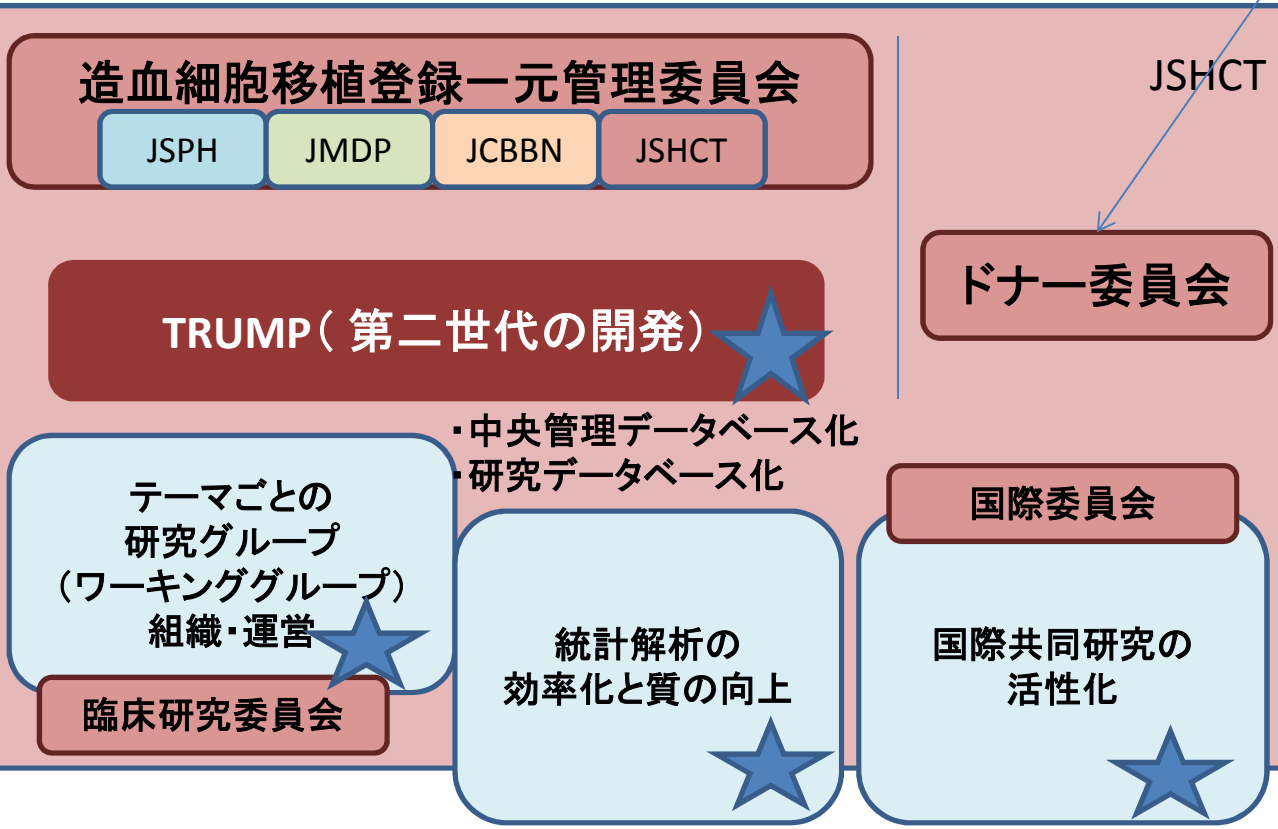 造血細胞移植登録一元管理委員会
JSPH
JMDP
JCBBN
JSHCT
JSHCT
ドナー委員会
TRUMP（ 第二世代の開発）
・中央管理データベース化
・研究データベース化
テーマごとの
研究グループ
（ワーキンググループ）
組織・運営
臨床研究委員会
統計解析の
効率化と質の向上
国際委員会
国際共同研究の
活性化